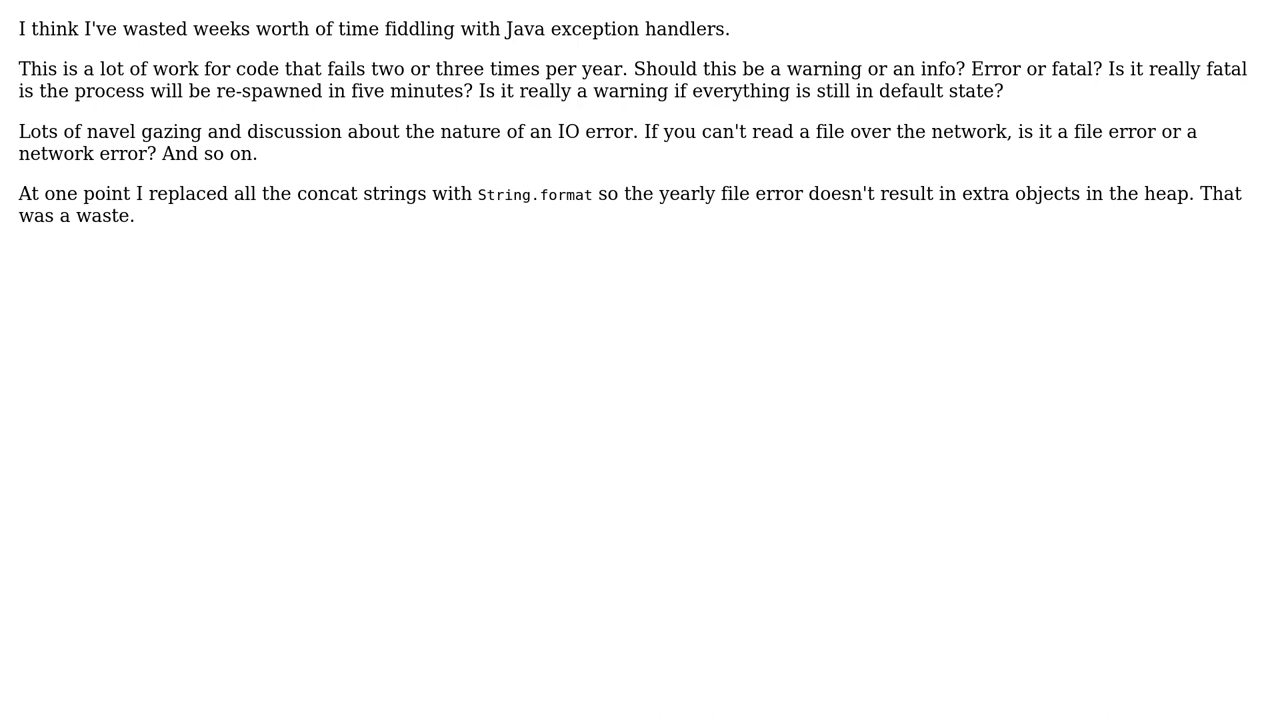 I think I've wasted weeks worth of time fiddling with Java exception handlers.
This is a lot of work for code that fails two or three times per year. Should this be a warning or an info? Error or fatal? Is it really fatal
is the process will be re-spawned in five minutes? Is it really a warning if everything is still in default state?
Lots of navel gazing and discussion about the nature of an IO error. If you can't read a file over the network, is it a file error or a
network error? And so on.
At one point I replaced all the concat strings with String.format so the yearly file error doesn't result in extra objects in the heap. That
was a waste.